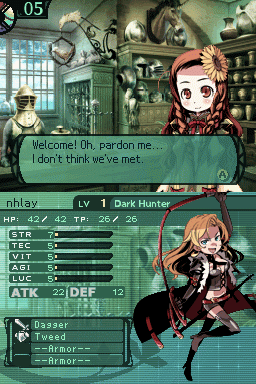 05
Welcome! Oh, pardon me...
I don't think we've met.
A
nhlay LV 1 Dark Hunter
HP: 42/ 42 TP: 26/ 26
STR 7
TEC 5
VIT 5
AGI 5
LUC 5
ATK 22 DEF 12
Dagger
Tweed
--Armor--
--Armor--